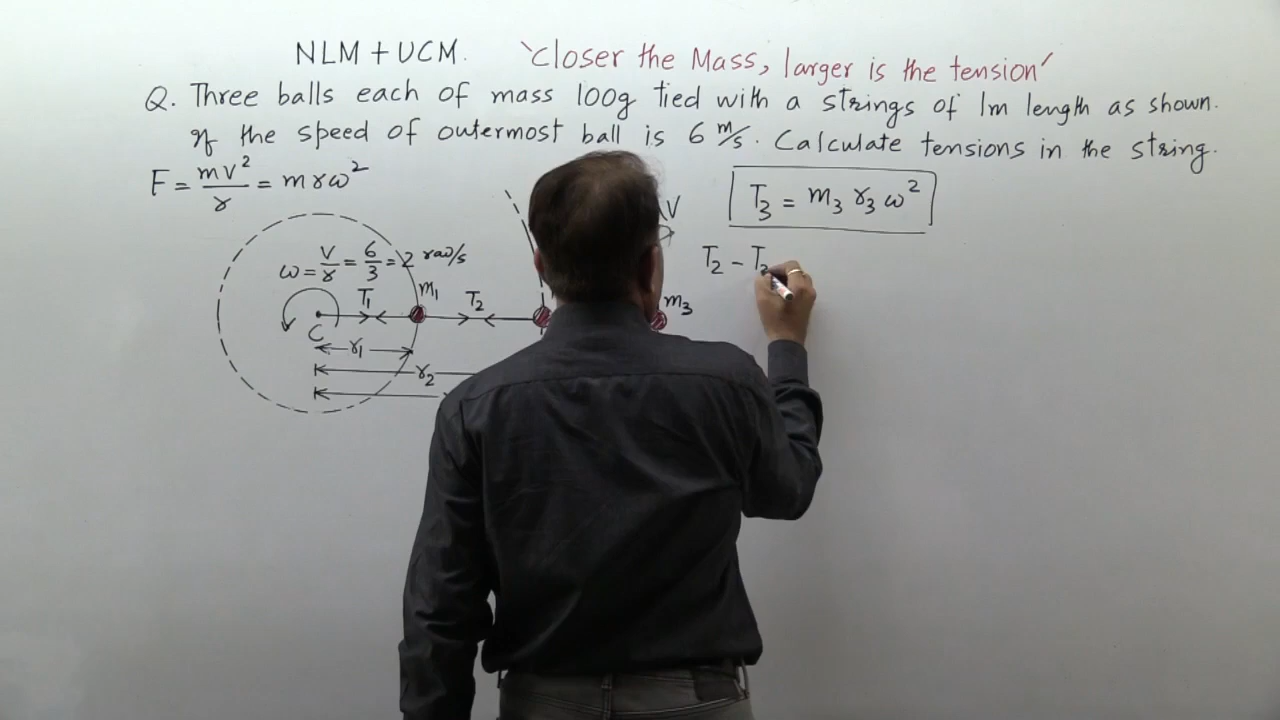 NLM + UCM. 'Closer the Mass, larger is the tension'
Q. Three balls each of mass 100g tied with a strings of 1m length as shown.
If the speed of outermost ball is 6 m/s. Calculate tensions in the string.
F = mV²/r = mrω²
T₃ = m₃ r₃ ω²
V
T₂ – T₃
ω = V/r = 6/3 = 2 rad/s
T₁ m₁ T₂ m₃
C
r₁
r₂